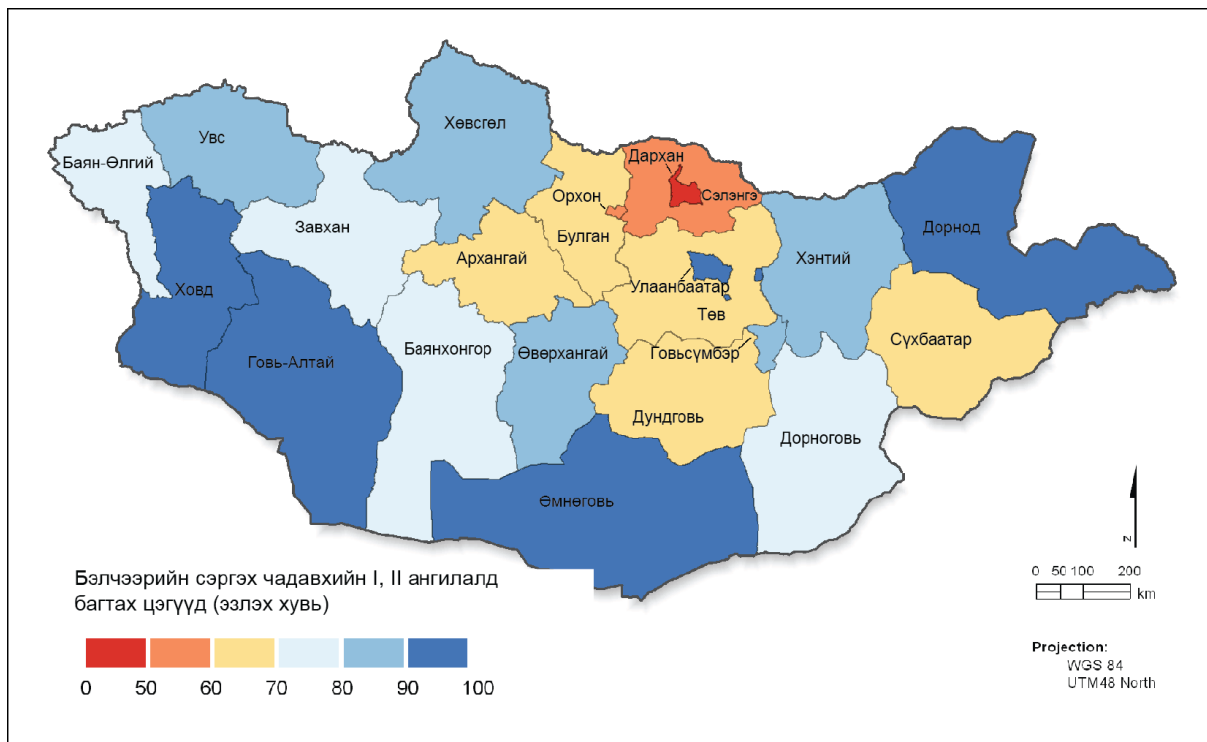 Хөвсгөл
Увс
Баян-Өлгий
Дархан
Сэлэнгэ
Орхон
Завхан
Булган
Дорнод
Архангай
Хэнтий
Улаанбаатар
Ховд
Төв
Сүхбаатар
Баянхонгор
Өвөрхангай
Говьсүмбэр
Говь-Алтай
Дундговь
Дорноговь
Өмнөговь
Бэлчээрийн сэргэх чадавхийн I, II ангилалд
багтах цэгүүд (эзлэх хувь)
0 50 60 70 80 90 100
N
0 50 100 200
km
Projection:
WGS 84
UTM48 North